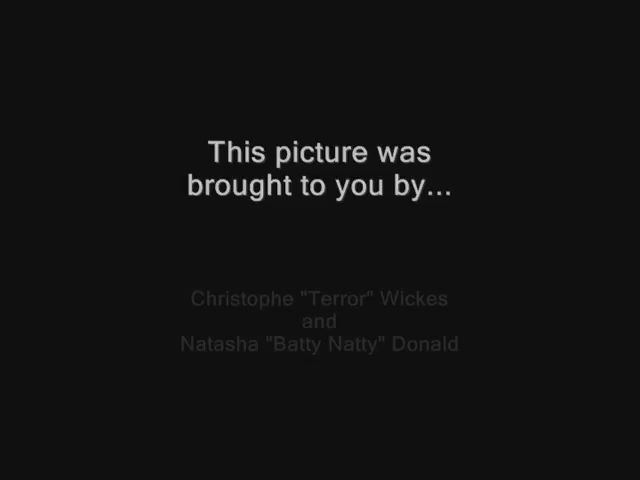 This picture was
brought to you by...
Christophe "Terror" Wickes
and
Natasha "Batty Natty" Donald